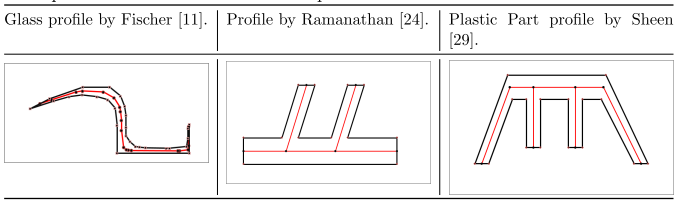 Glass profile by Fischer [11].
Profile by Ramanathan [24].
Plastic Part profile by Sheen
[29].